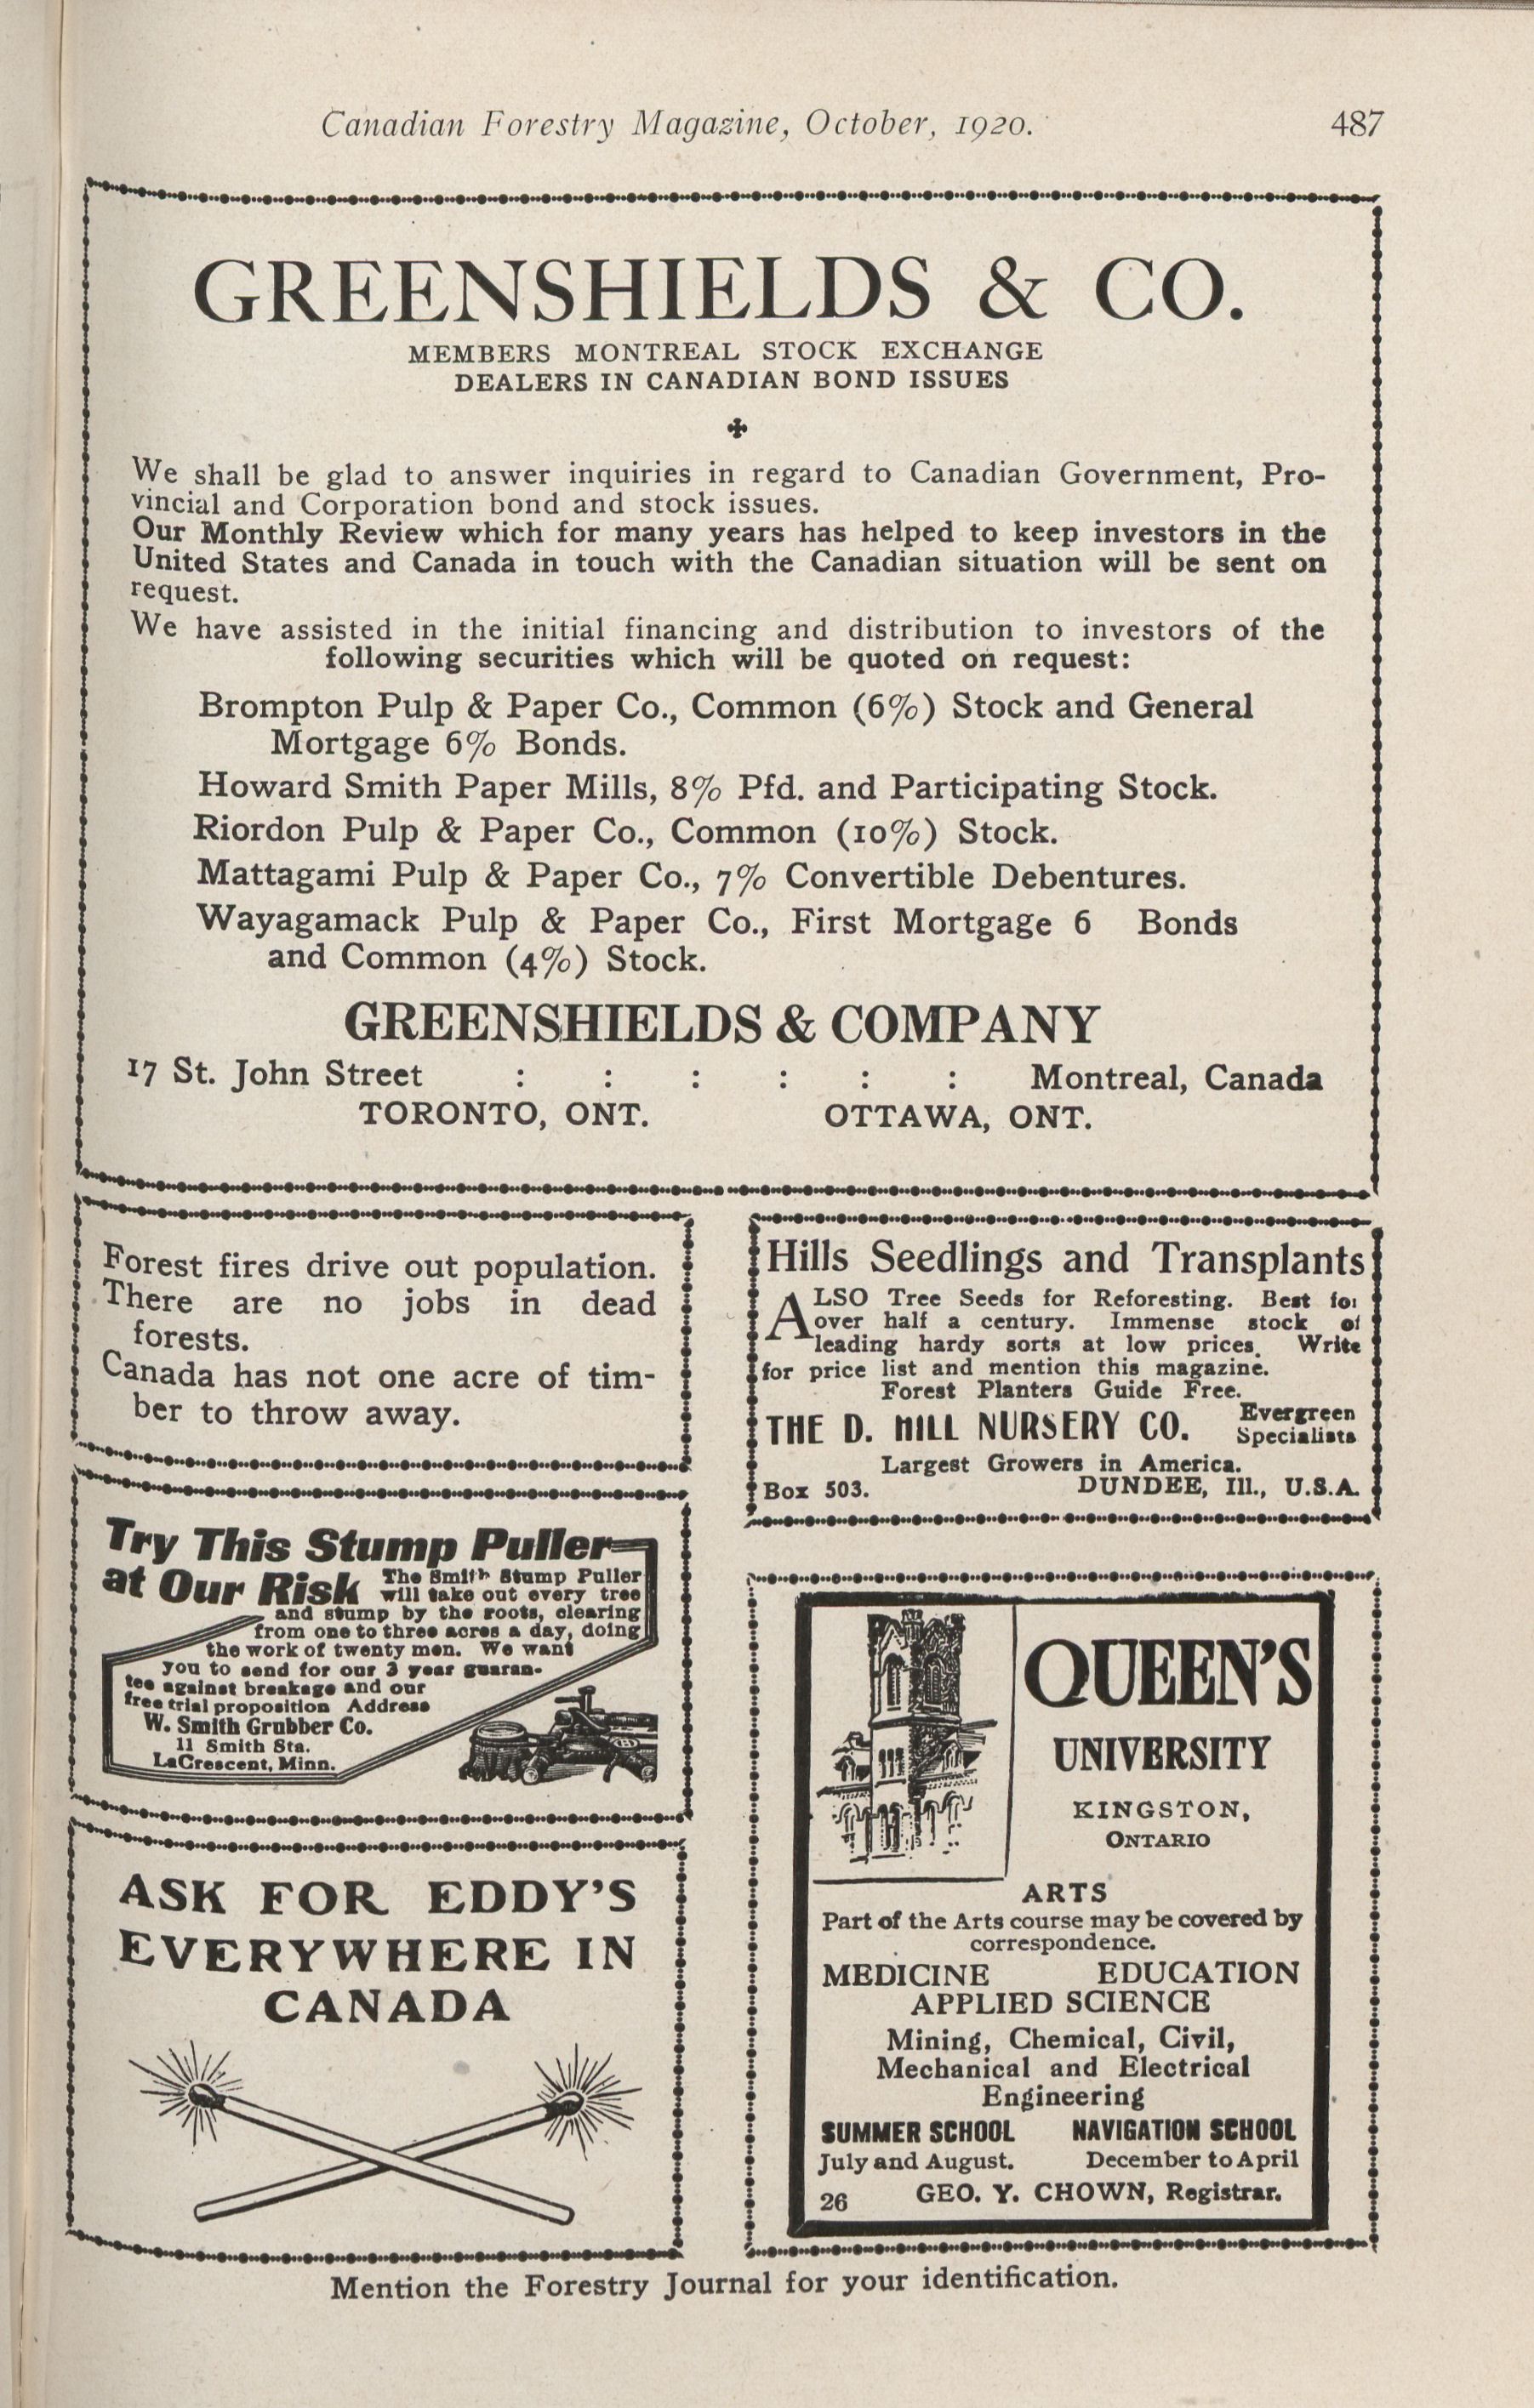 Canadian Forestry Magazine, October, 1920. 487
GREENSHIELDS & CO.
MEMBERS MONTREAL STOCK EXCHANGE
DEALERS IN CANADIAN BOND ISSUES
We shall be glad to answer inquiries in regard to Canadian Government, Pro-
vincial and Corporation bond and stock issues.
Our Monthly Review which for many years has helped to keep investors in the
United States and Canada in touch with the Canadian situation will be sent on
request.
We have assisted in the initial financing and distribution to investors of the
following securities which will be quoted on request:
Brompton Pulp & Paper Co., Common (6%) Stock and General
Mortgage 6% Bonds.
Howard Smith Paper Mills, 8% Pfd. and Participating Stock.
Riordon Pulp & Paper Co., Common (10%) Stock.
Mattagami Pulp & Paper Co., 7% Convertible Debentures.
Wayagamack Pulp & Paper Co., First Mortgage 6 Bonds
and Common (4%) Stock.
GREENSHIELDS & COMPANY
17 St. John Street : : : : : : Montreal, Canada
TORONTO, ONT. OTTAWA, ONT.
Forest fires drive out population.
There are no jobs in dead
forests.
Canada has not one acre of tim-
ber to throw away.
Try This Stump Puller
at Our Risk The Smith Stump Puller
will take out every tree
and stump by the roots, clearing
from one to three acres a day, doing
the work of twenty men. We want
you to send for our 3 year guaran-
tee against breakage and our
free trial proposition Address
W. Smith Grubber Co.
11 Smith Sta.
LaCrescent, Minn.
ASK FOR EDDY'S
EVERYWHERE IN
CANADA
Hills Seedlings and Transplants
ALSO Tree Seeds for Reforesting. Best for
over half a century. Immense stock of
leading hardy sorts at low prices. Write
for price list and mention this magazine.
Forest Planters Guide Free.
THE D. HILL NURSERY CO. Evergreen
Specialists
Largest Growers in America.
Box 503. DUNDEE, Ill., U.S.A.
QUEEN'S
UNIVERSITY
KINGSTON,
ONTARIO
ARTS
Part of the Arts course may be covered by
correspondence.
MEDICINE EDUCATION
APPLIED SCIENCE
Mining, Chemical, Civil,
Mechanical and Electrical
Engineering
SUMMER SCHOOL NAVIGATION SCHOOL
July and August. December to April
26 GEO. Y. CHOWN, Registrar.
Mention the Forestry Journal for your identification.